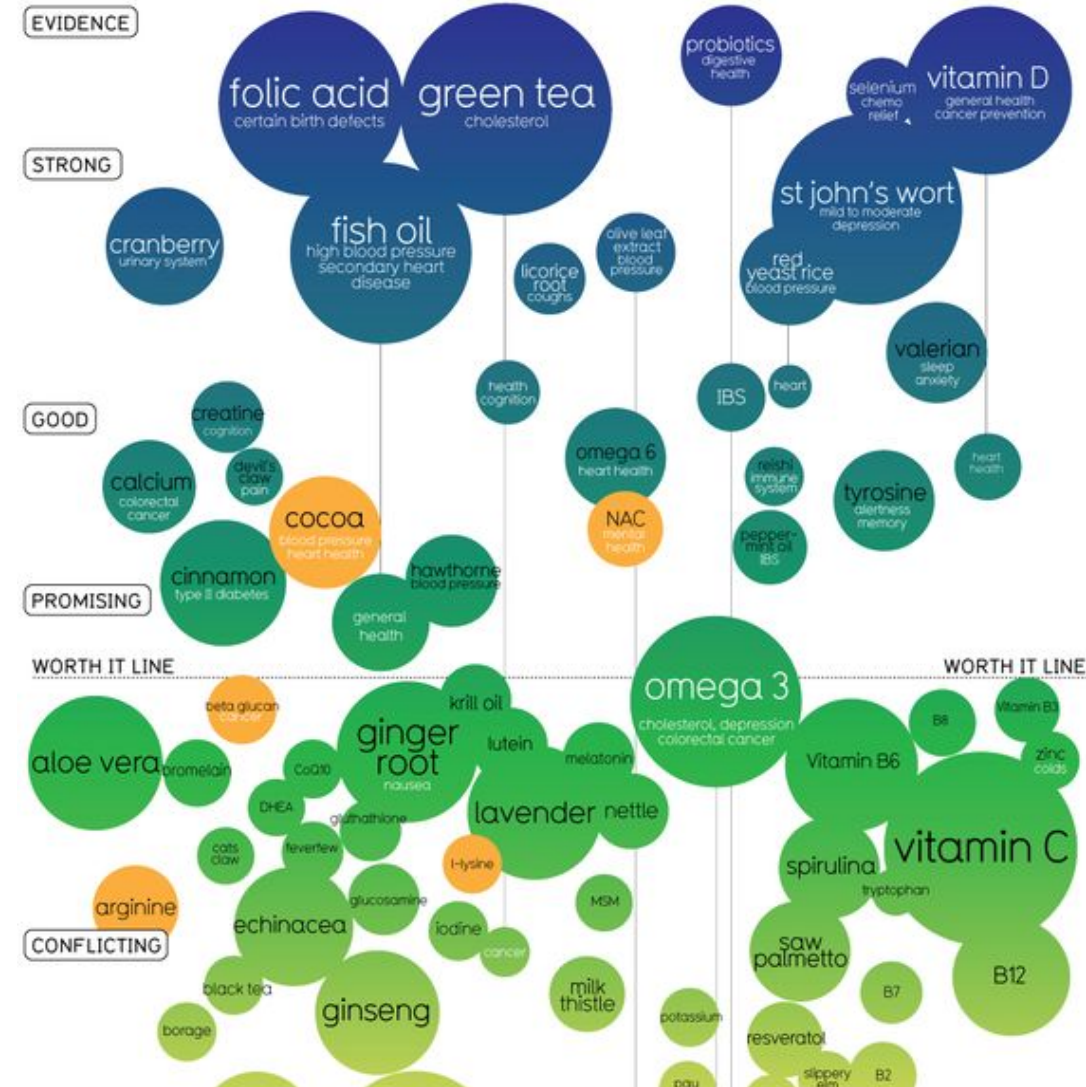 EVIDENCE
folic acid
certain birth defects
green tea
cholesterol
probiotics
digestive
health
selenium
chemo
relief
vitamin D
general health
cancer prevention
STRONG
cranberry
urinary system
fish oil
high blood pressure
secondary heart
disease
licorice
root
coughs
olive leaf
extract
blood
pressure
st john's wort
mild to moderate
depression
red
yeast rice
blood pressure
valerian
sleep
anxiety
health
cognition
IBS
heart
GOOD
creatine
cognition
calcium
colorectal
cancer
devil's
claw
pain
cocoa
blood pressure
heart health
omega 6
heart health
NAC
mental
health
reishi
immune
system
pepper-
mint oil
IBS
tyrosine
alertness
memory
heart
health
cinnamon
type II diabetes
hawthorne
blood pressure
general
health
PROMISING
WORTH IT LINE
WORTH IT LINE
beta glucan
cancer
krill oil
omega 3
cholesterol, depression
colorectal cancer
B8
Vitamin B3
aloe vera
bromelain
CoQ10
ginger
root
nausea
lutein
melatonin
Vitamin B6
zinc
colds
DHEA
gluthathione
lavender
nettle
cats
claw
feverfew
l-lysine
spirulina
vitamin C
tryptophan
arginine
glucosamine
MSM
echinacea
iodine
cancer
saw
palmetto
CONFLICTING
black tea
ginseng
milk
thistle
B7
B12
borage
potassium
resveratol
slippery
elm
B2
pau